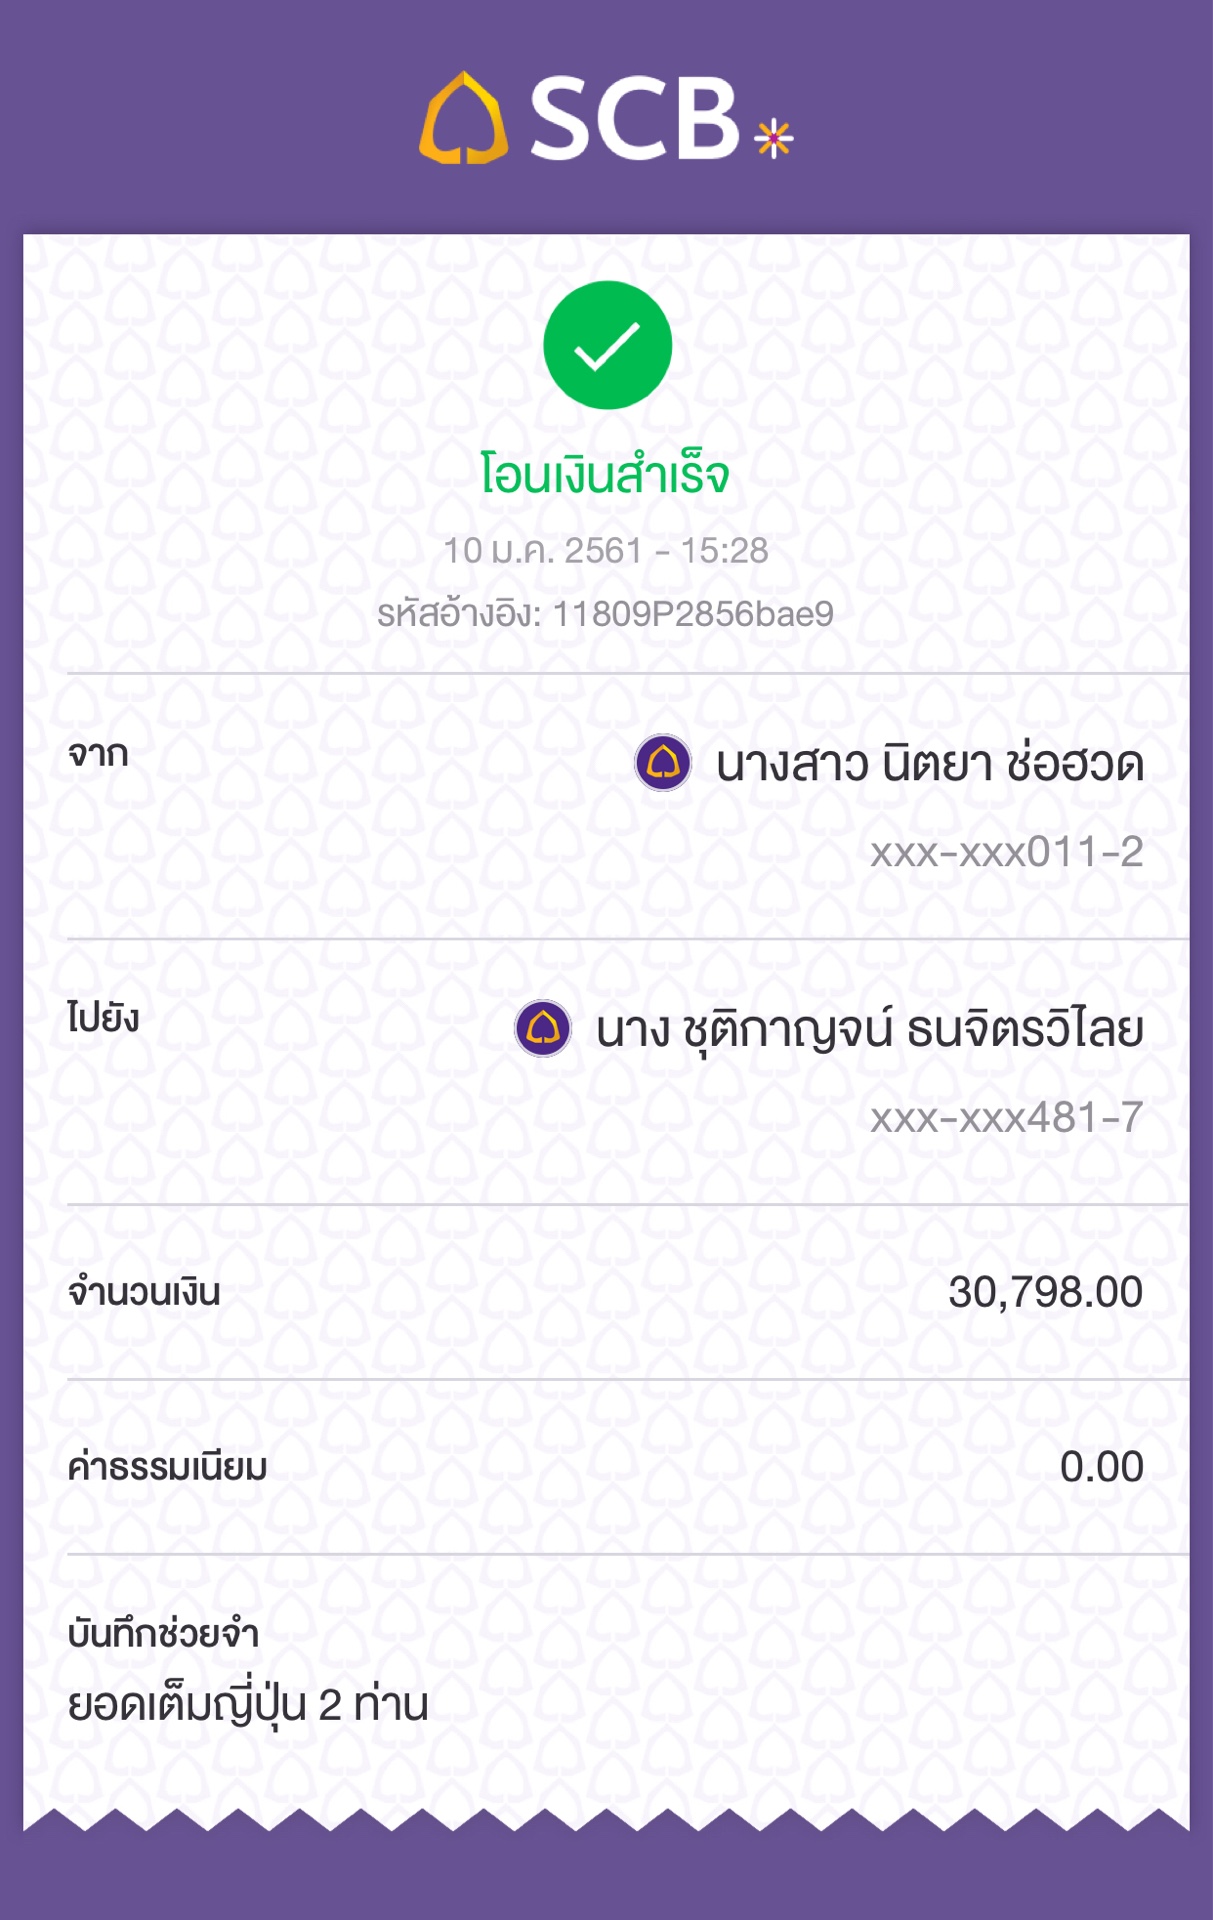 SCB
โอนเงินสำเร็จ
10 ม.ค. 2561 - 15:28
รหัสอ้างอิง: 11809P2856bae9
จาก
นางสาว นิตยา ช่อฮวด
xxx-xxx011-2
ไปยัง
นาง ชุติกาญจน์ ธนจิตรวิไลย
xxx-xxx481-7
จำนวนเงิน 30,798.00
ค่าธรรมเนียม 0.00
บันทึกช่วยจำ
ยอดเต็มญี่ปุ่น 2 ท่าน